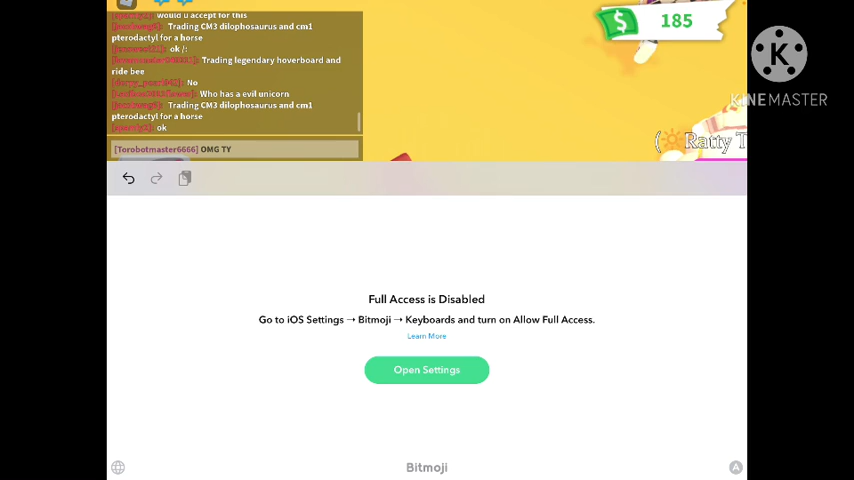 would u accept for this
Trading CM3 dilophosaurus and cm1
pterodactyl for a horse
ok /:
Trading legendary hoverboard and
ride bee
No
Who has a evil unicorn
Trading CM3 dilophosaurus and cm1
pterodactyl for a horse
ok
[Torobotmaster6666] OMG TY
185
K
KINEMASTER
Ratty T
Full Access is Disabled
Go to iOS Settings → Bitmoji → Keyboards and turn on Allow Full Access.
Learn More
Open Settings
Bitmoji
A